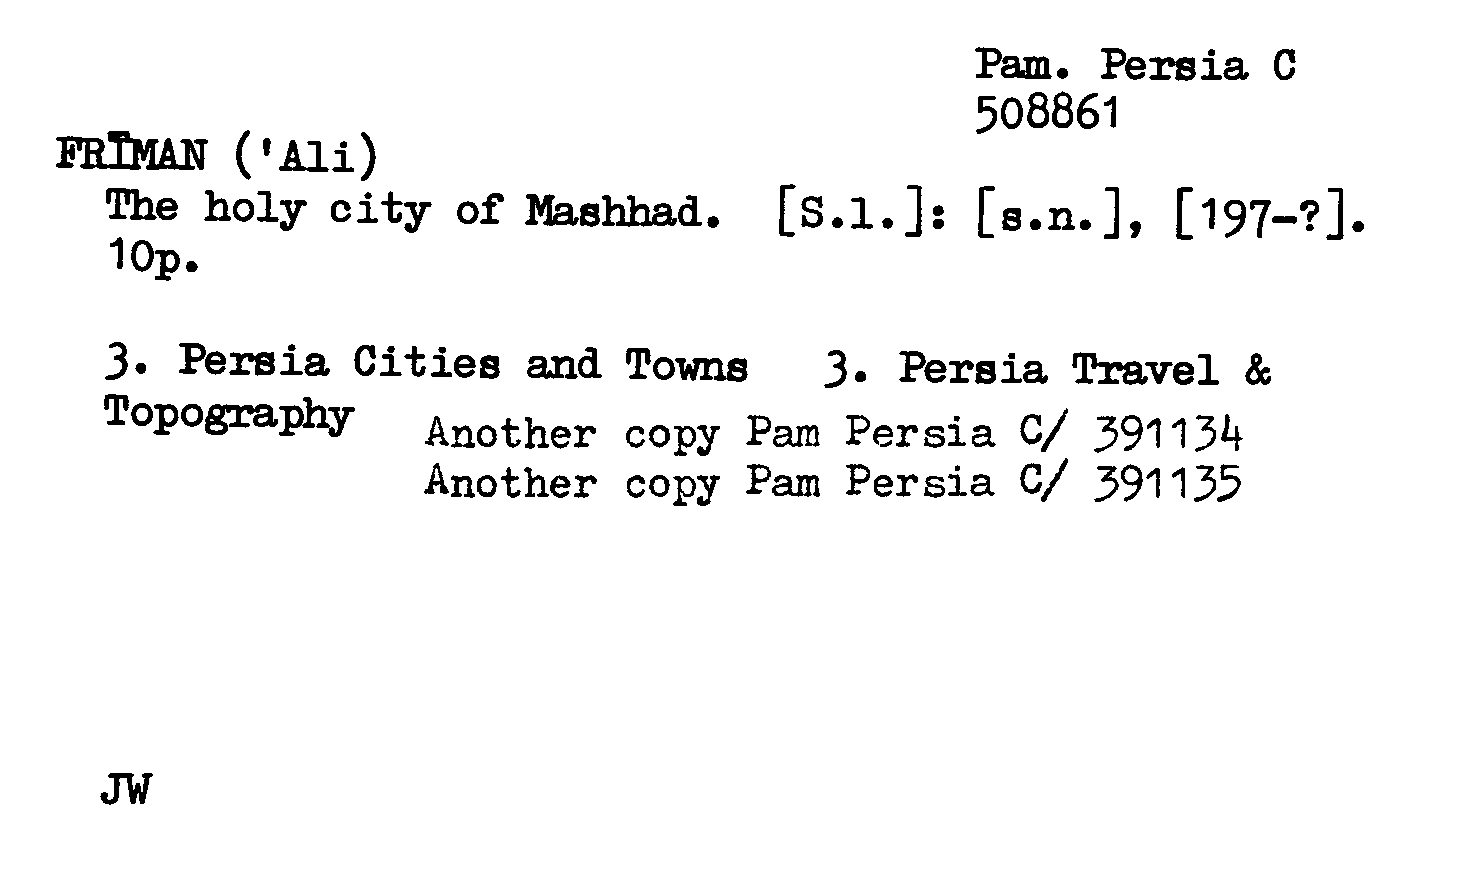 Pam. Persia C
508861
FRĪMAN ('Ali)
The holy city of Mashhad. [S.l.]: [s.n.], [197-?].
10p.
3. Persia Cities and Towns 3. Persia Travel &
Topography
Another copy Pam Persia C/ 391134
Another copy Pam Persia C/ 391135
JW